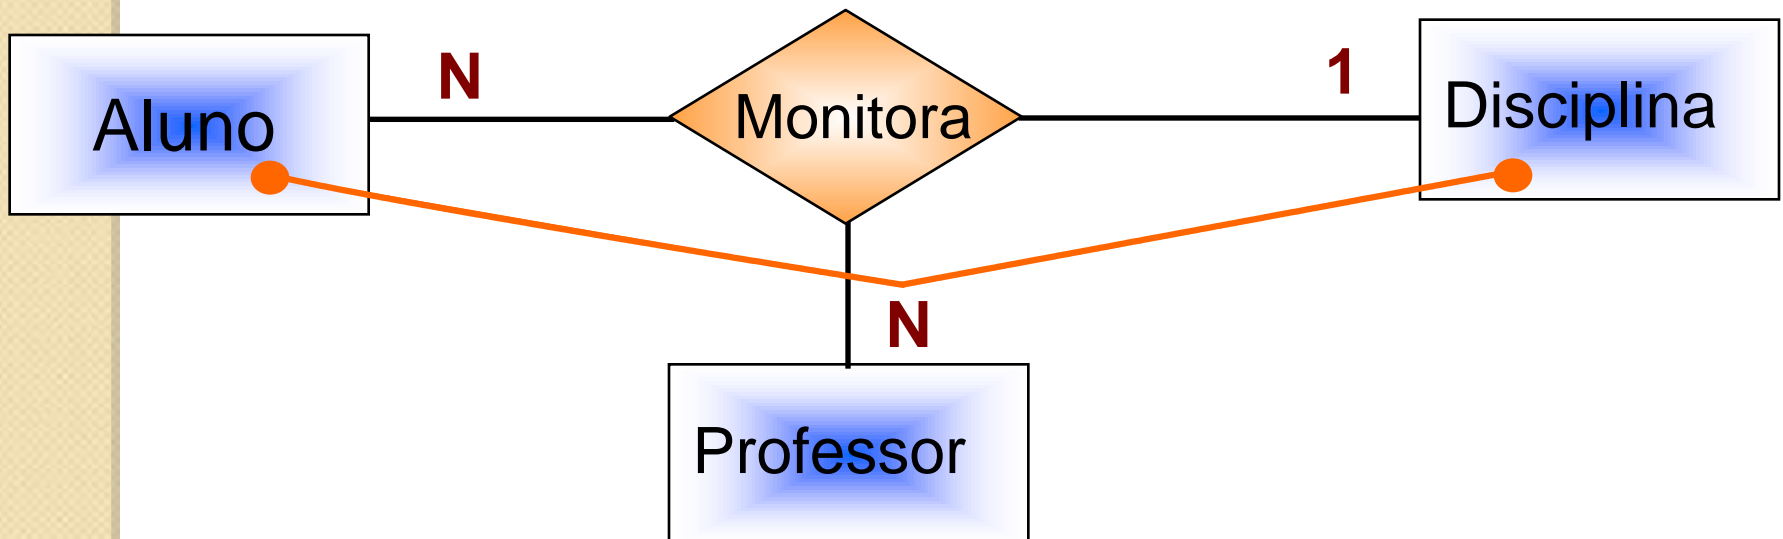 N
1
Aluno
Monitora
Disciplina
N
Professor